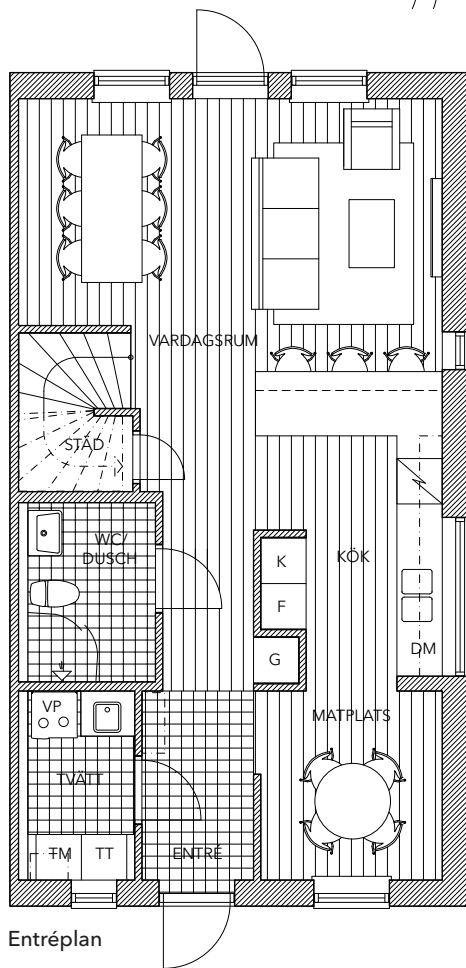 VARDAGSRUM
STÄD
WC/
DUSCH
K
KÖK
F
G
DM
VP
MATPLATS
TVÄTT
TM
TT
ENTRÉ
Entréplan